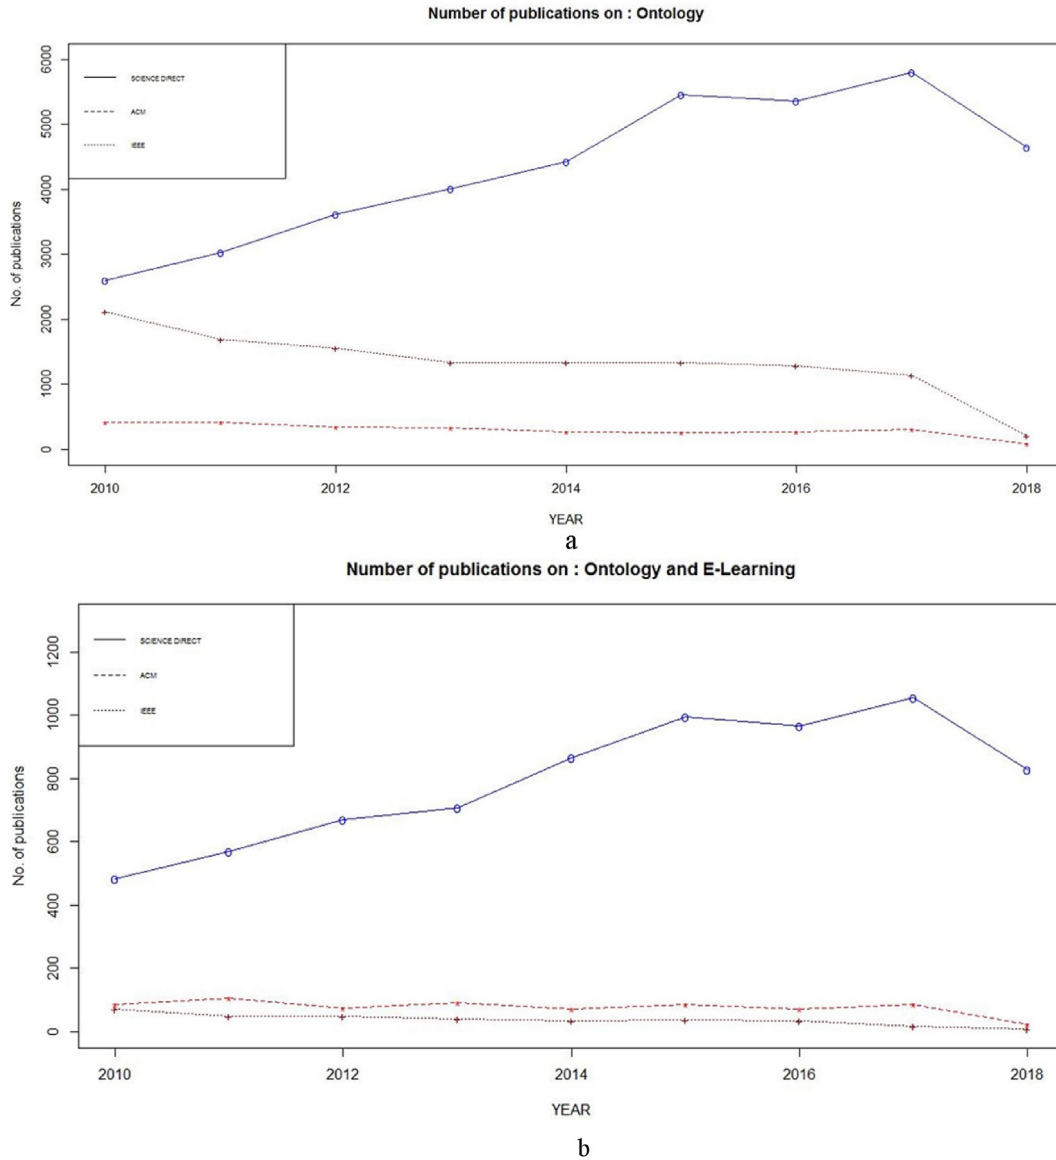 Number of publications on : Ontology
SCIENCE DIRECT
ACM
IEEE
No. of publications
6000
5000
4000
3000
2000
1000
0
2010
2012
2014
2016
2018
YEAR
a
Number of publications on : Ontology and E-Learning
SCIENCE DIRECT
ACM
IEEE
No. of publications
1200
1000
800
600
400
200
0
2010
2012
2014
2016
2018
YEAR
b